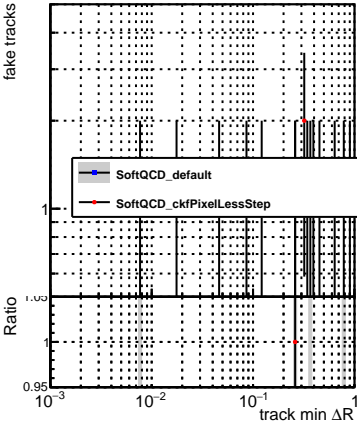 fake tracks
SoftQCD_default
SoftQCD_ckfPixelLessStep
1
1.05
Ratio
1
0.95
10⁻³ 10⁻² 10⁻¹ 1
track min ΔR